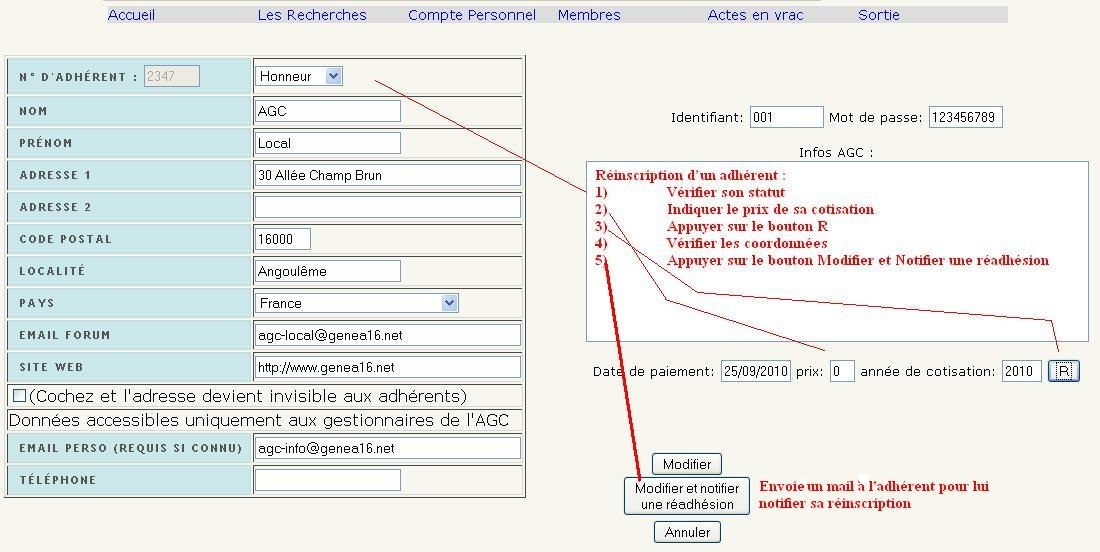 Accueil Les Recherches Compte Personnel Membres Actes en vrac Sortie
N° D'ADHÉRENT : 2347 Honneur
NOM AGC
PRÉNOM Local
ADRESSE 1 30 Allée Champ Brun
ADRESSE 2
CODE POSTAL 16000
LOCALITÉ Angoulême
PAYS France
EMAIL FORUM agc-local@genea16.net
SITE WEB http://www.genea16.net
(Cochez et l'adresse devient invisible aux adhérents)
Données accessibles uniquement aux gestionnaires de l'AGC
EMAIL PERSO (REQUIS SI CONNU) agc-info@genea16.net
TÉLÉPHONE
Identifiant: 001 Mot de passe: 123456789
Infos AGC :
Réinscription d'un adhérent :
1) Vérifier son statut
2) Indiquer le prix de sa cotisation
3) Appuyer sur le bouton R
4) Vérifier les coordonnées
5) Appuyer sur le bouton Modifier et Notifier une réadhésion
Date de paiement: 25/09/2010 prix: 0 année de cotisation: 2010 R
Modifier
Modifier et notifier
une réadhésion
Envoie un mail à l'adhérent pour lui
notifier sa réinscription
Annuler